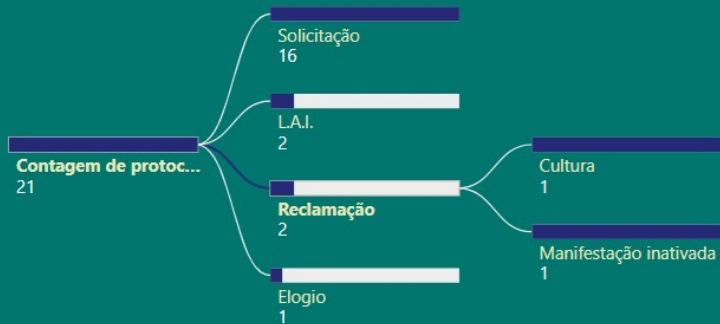 Solicitação
16
L.A.I.
2
Contagem de protoc...
21
Reclamação
2
Cultura
1
Manifestação inativada
1
Elogio
1